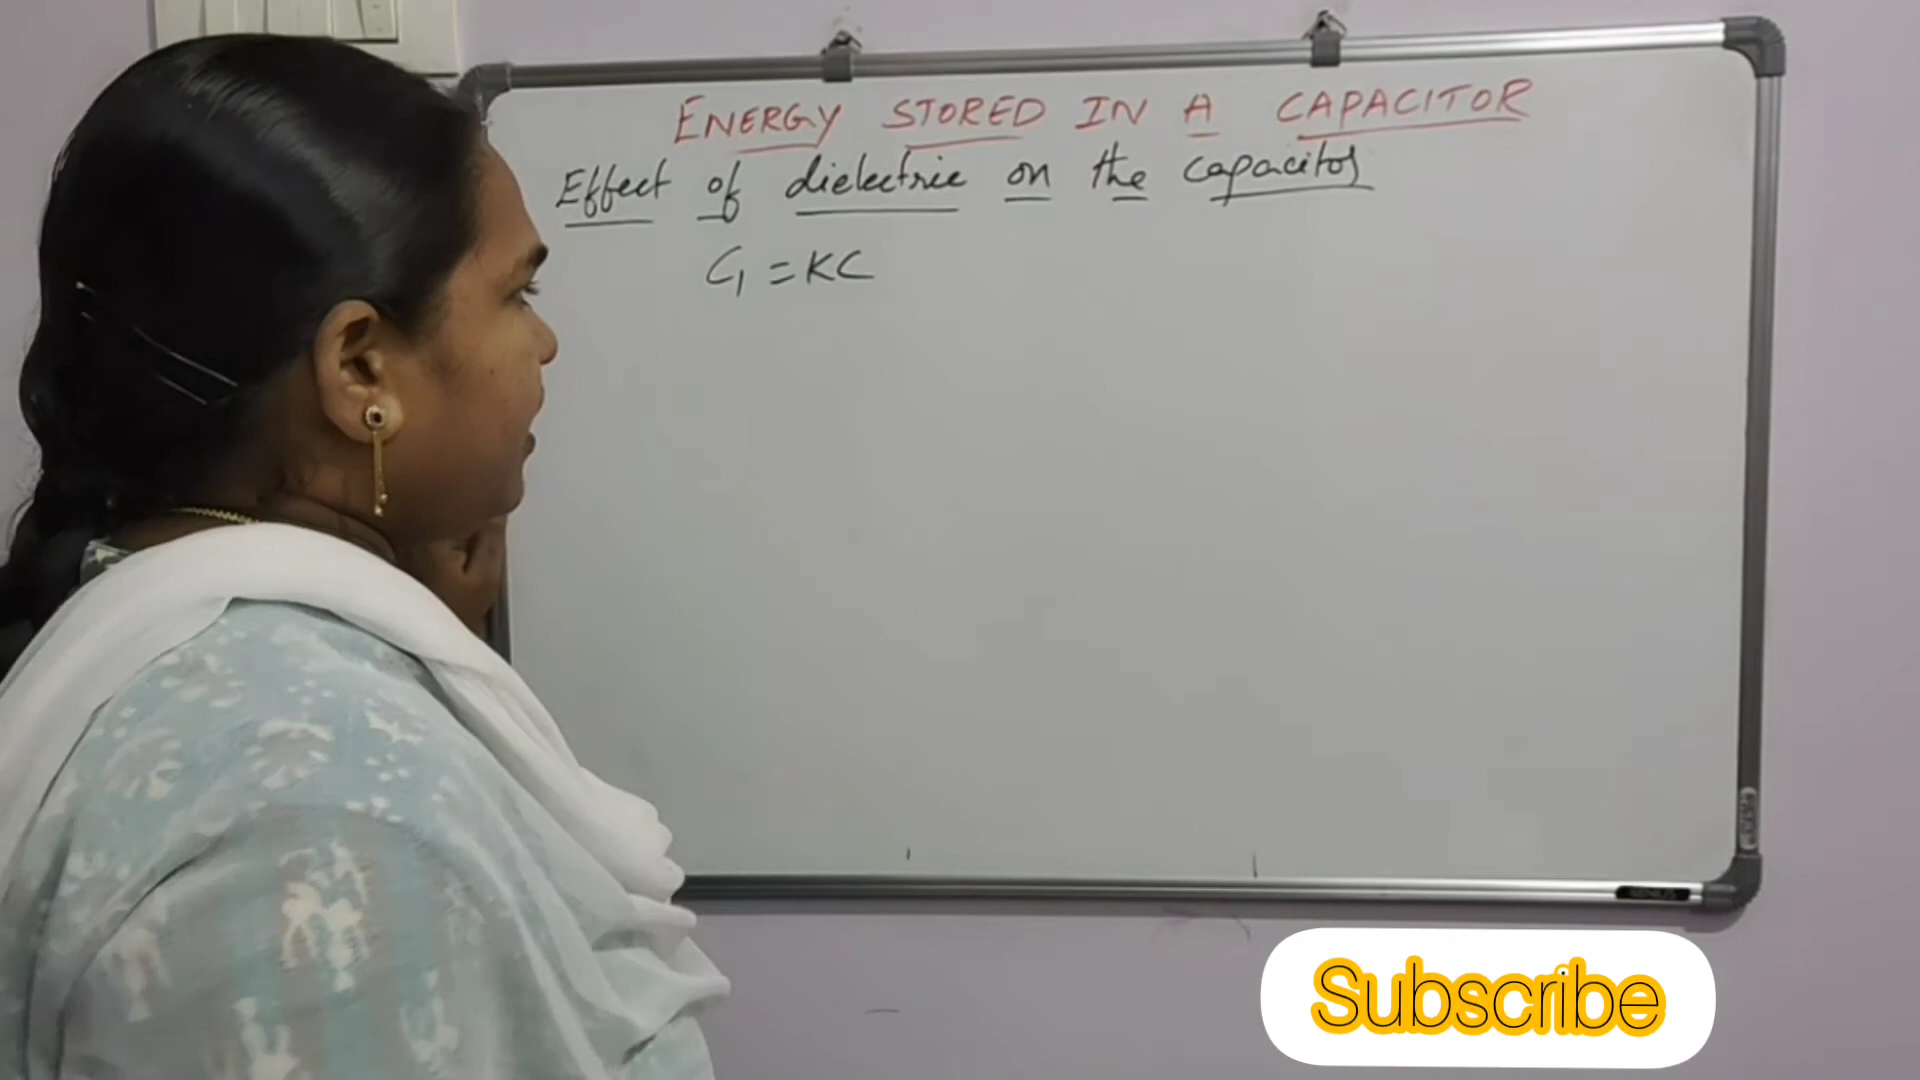 ENERGY STORED IN A CAPACITOR
Effect of dielectric on the capacitor
C₁ = KC
Subscribe